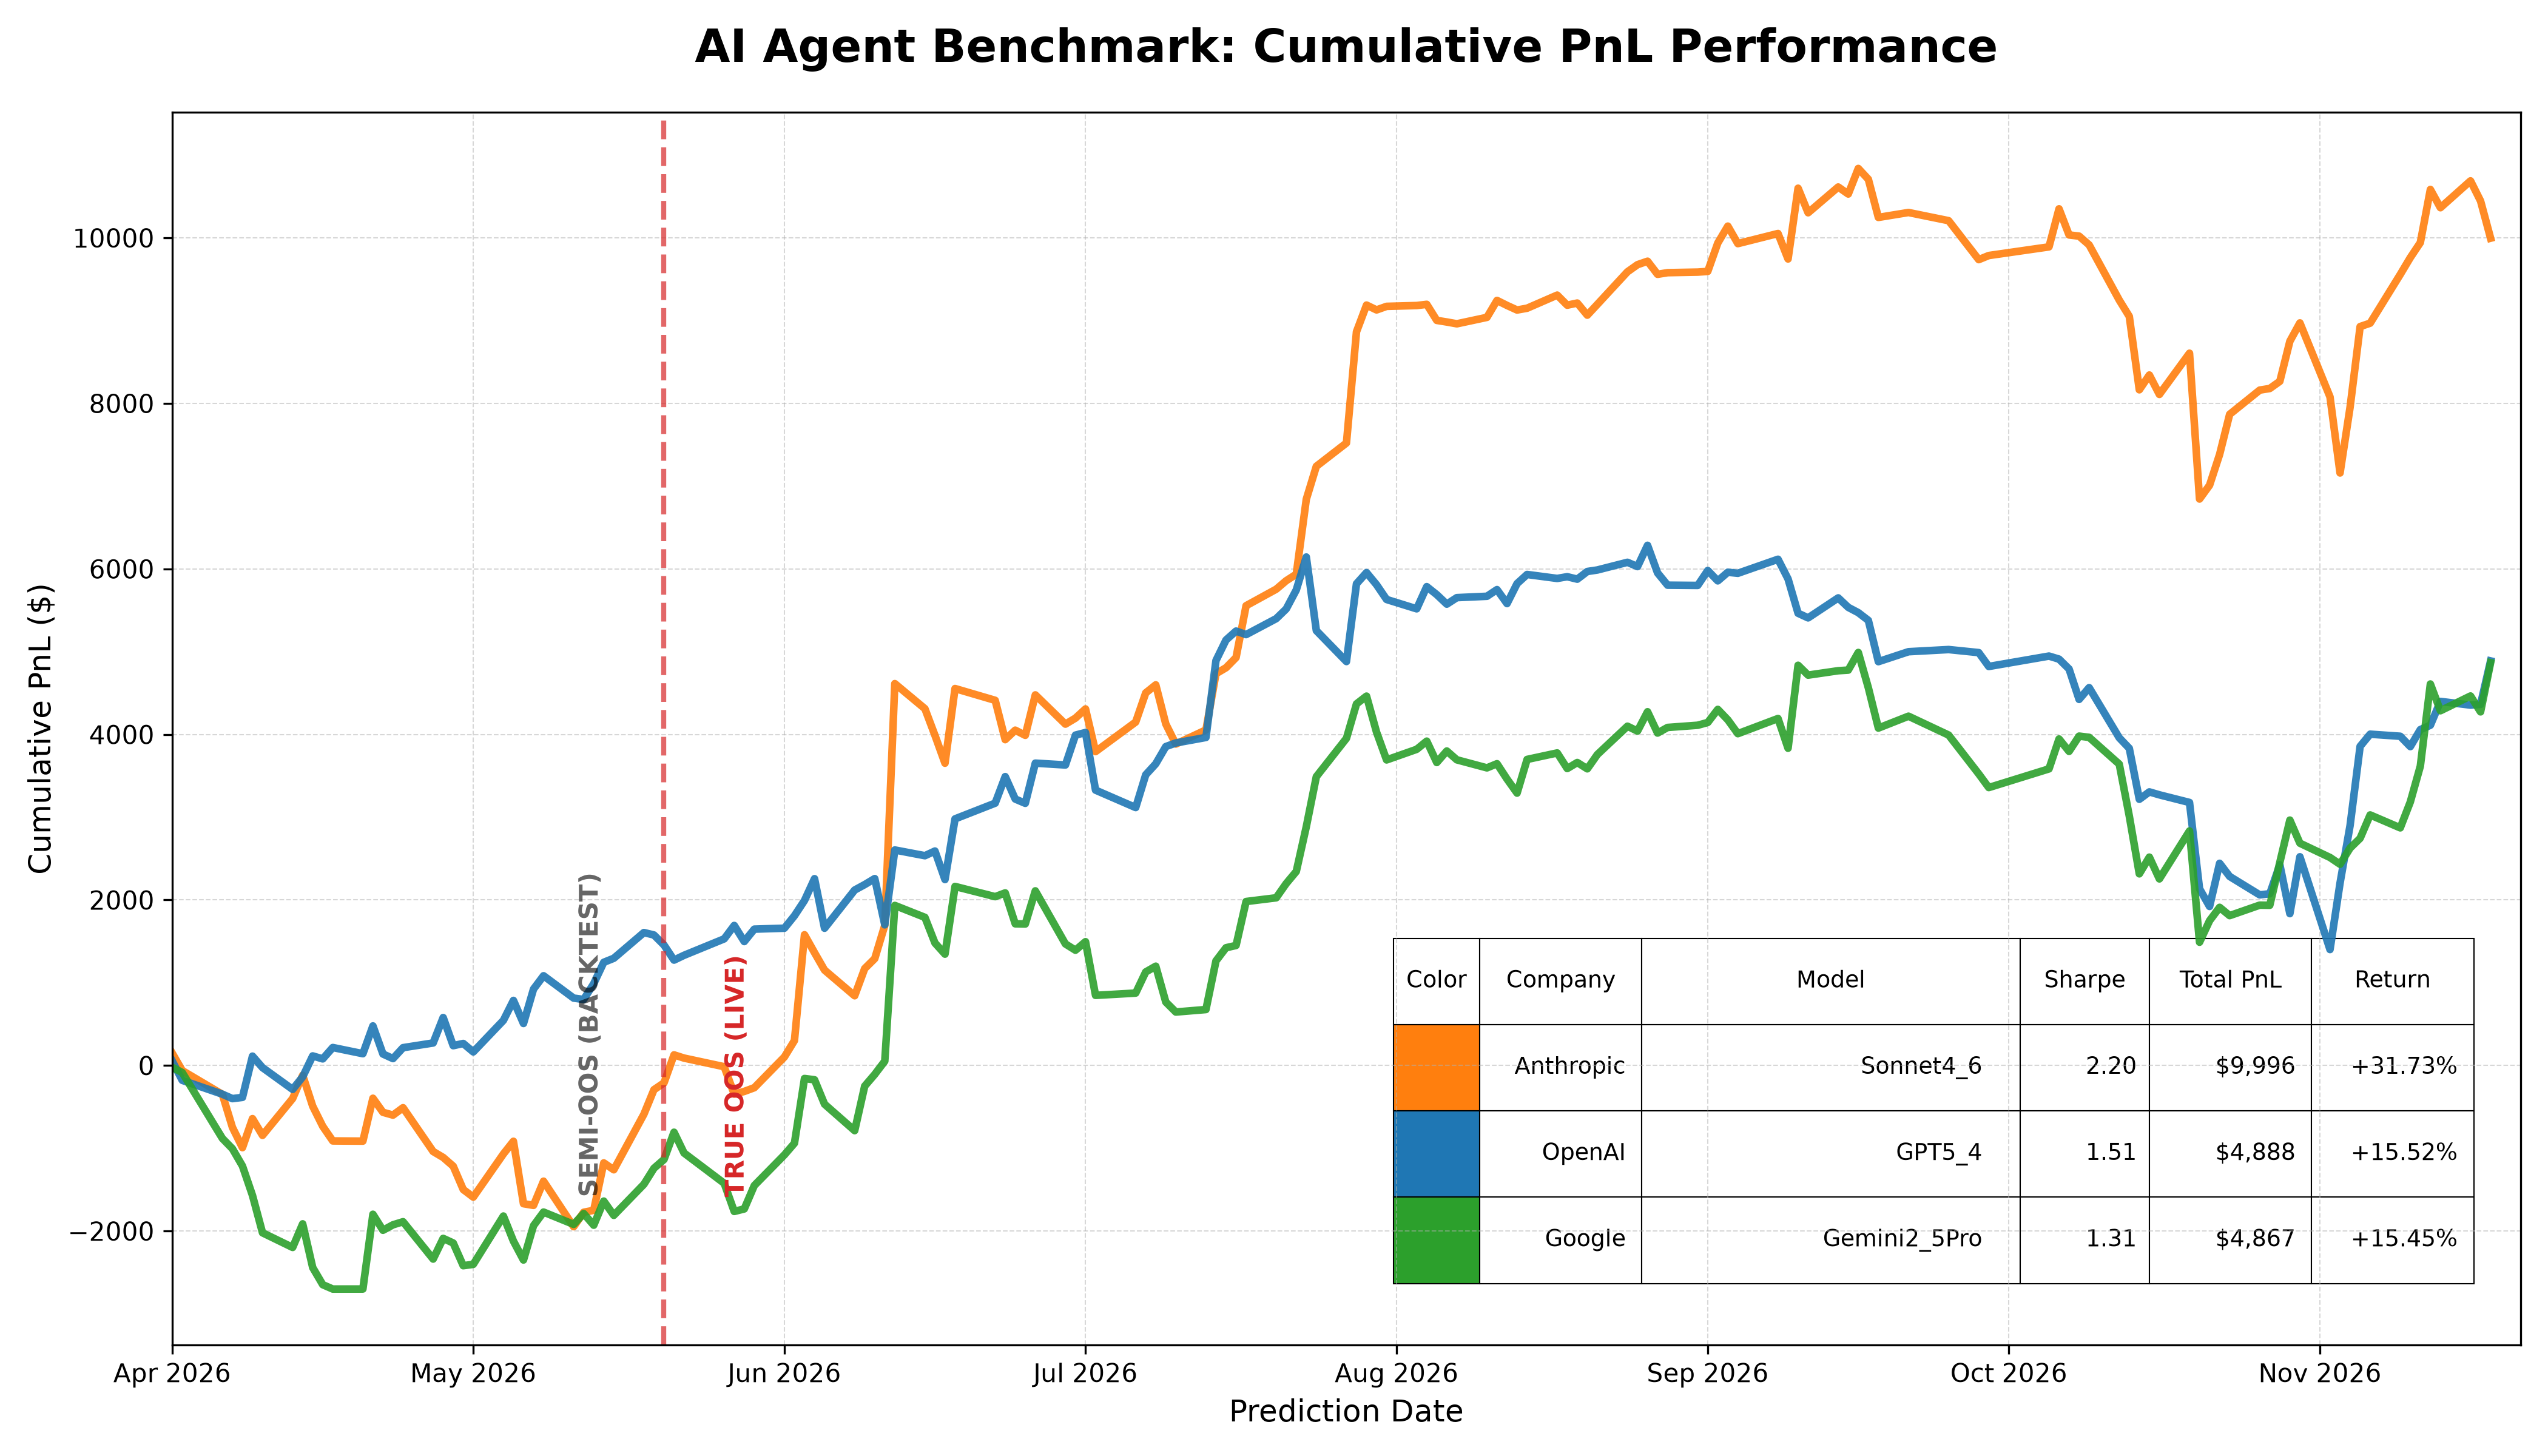 AI Agent Benchmark: Cumulative PnL Performance
Cumulative PnL ($)
10000
8000
6000
4000
2000
0
−2000
SEMI-OOS (BACKTEST)
TRUE OOS (LIVE)
Color Company Model Sharpe Total PnL Return
Anthropic Sonnet4_6 2.20 $9,996 +31.73%
OpenAI GPT5_4 1.51 $4,888 +15.52%
Google Gemini2_5Pro 1.31 $4,867 +15.45%
Apr 2026 May 2026 Jun 2026 Jul 2026 Aug 2026 Sep 2026 Oct 2026 Nov 2026
Prediction Date